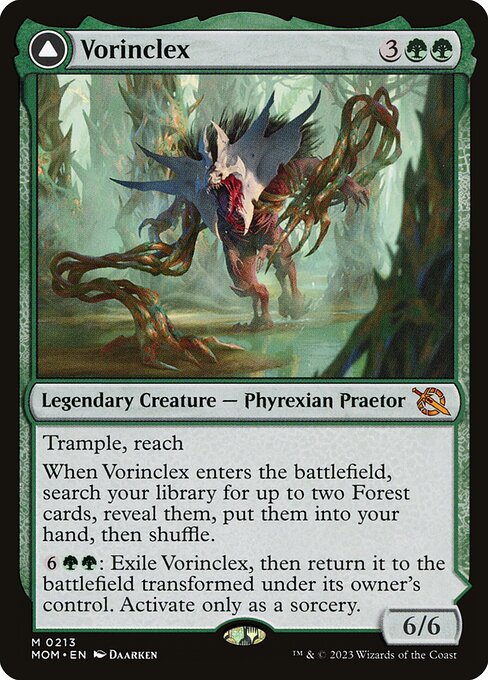 Vorinclex 3
Legendary Creature — Phyrexian Praetor
Trample, reach
When Vorinclex enters the battlefield,
search your library for up to two Forest
cards, reveal them, put them into your
hand, then shuffle.
6 : Exile Vorinclex, then return it to the
battlefield transformed under its owner's
control. Activate only as a sorcery.
6/6
M 0213
MOM • EN DAARKEN
™ & © 2023 Wizards of the Coast